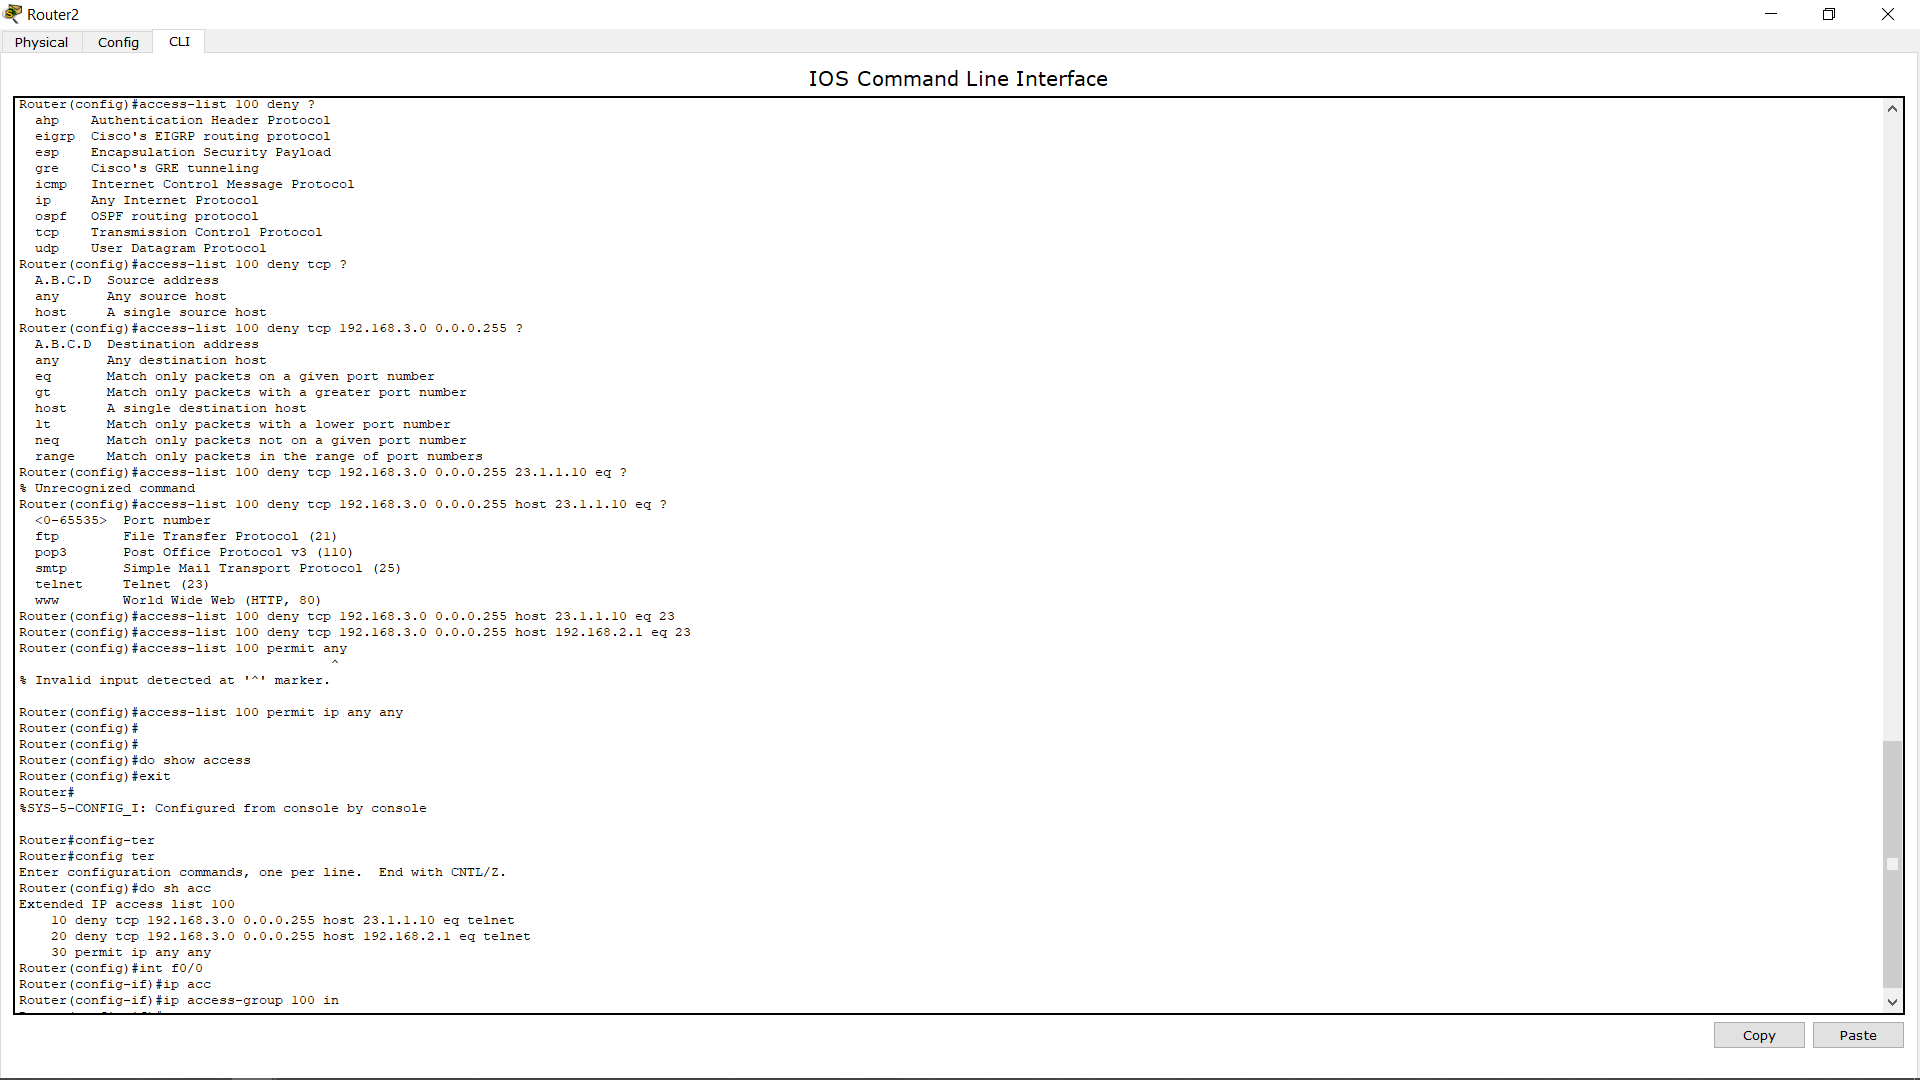 Router2
Physical Config CLI
IOS Command Line Interface
Router(config)#access-list 100 deny ?
ahp Authentication Header Protocol
eigrp Cisco's EIGRP routing protocol
esp Encapsulation Security Payload
gre Cisco's GRE tunneling
icmp Internet Control Message Protocol
ip Any Internet Protocol
ospf OSPF routing protocol
tcp Transmission Control Protocol
udp User Datagram Protocol
Router(config)#access-list 100 deny tcp ?
A.B.C.D Source address
any Any source host
host A single source host
Router(config)#access-list 100 deny tcp 192.168.3.0 0.0.0.255 ?
A.B.C.D Destination address
any Any destination host
eq Match only packets on a given port number
gt Match only packets with a greater port number
host A single destination host
lt Match only packets with a lower port number
neq Match only packets not on a given port number
range Match only packets in the range of port numbers
Router(config)#access-list 100 deny tcp 192.168.3.0 0.0.0.255 23.1.1.10 eq ?
% Unrecognized command
Router(config)#access-list 100 deny tcp 192.168.3.0 0.0.0.255 host 23.1.1.10 eq ?
<0-65535> Port number
ftp File Transfer Protocol (21)
pop3 Post Office Protocol v3 (110)
smtp Simple Mail Transport Protocol (25)
telnet Telnet (23)
www World Wide Web (HTTP, 80)
Router(config)#access-list 100 deny tcp 192.168.3.0 0.0.0.255 host 23.1.1.10 eq 23
Router(config)#access-list 100 deny tcp 192.168.3.0 0.0.0.255 host 192.168.2.1 eq 23
Router(config)#access-list 100 permit any
^
% Invalid input detected at '^' marker.
Router(config)#access-list 100 permit ip any any
Router(config)#
Router(config)#
Router(config)#do show access
Router(config)#exit
Router#
%SYS-5-CONFIG_I: Configured from console by console
Router#config-ter
Router#config ter
Enter configuration commands, one per line. End with CNTL/Z.
Router(config)#do sh acc
Extended IP access list 100
10 deny tcp 192.168.3.0 0.0.0.255 host 23.1.1.10 eq telnet
20 deny tcp 192.168.3.0 0.0.0.255 host 192.168.2.1 eq telnet
30 permit ip any any
Router(config)#int f0/0
Router(config-if)#ip acc
Router(config-if)#ip access-group 100 in
Copy Paste